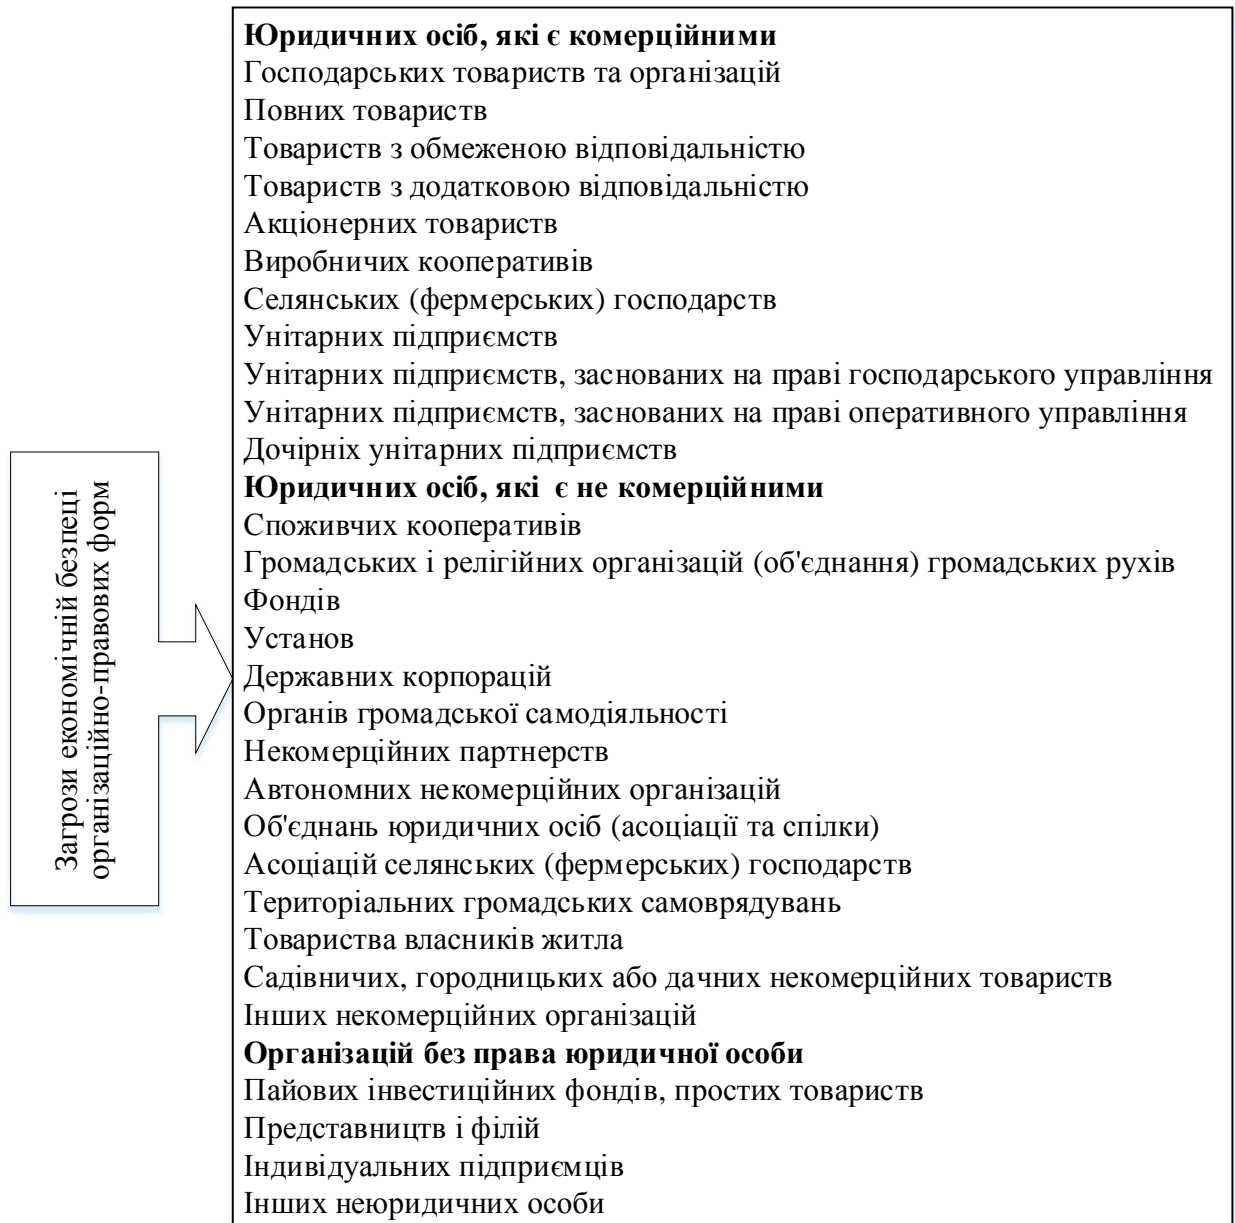 Загрози економічній безпеці
організаційно-правових форм
Юридичних осіб, які є комерційними
Господарських товариств та організацій
Повних товариств
Товариств з обмеженою відповідальністю
Товариств з додатковою відповідальністю
Акціонерних товариств
Виробничих кооперативів
Селянських (фермерських) господарств
Унітарних підприємств
Унітарних підприємств, заснованих на праві господарського управління
Унітарних підприємств, заснованих на праві оперативного управління
Дочірніх унітарних підприємств
Юридичних осіб, які є не комерційними
Споживчих кооперативів
Громадських і релігійних організацій (об'єднання) громадських рухів
Фондів
Установ
Державних корпорацій
Органів громадської самодіяльності
Некомерційних партнерств
Автономних некомерційних організацій
Об'єднань юридичних осіб (асоціації та спілки)
Асоціацій селянських (фермерських) господарств
Територіальних громадських самоврядувань
Товариства власників житла
Садівничих, городницьких або дачних некомерційних товариств
Інших некомерційних організацій
Організацій без права юридичної особи
Пайових інвестиційних фондів, простих товариств
Представництв і філій
Індивідуальних підприємців
Інших неюридичних особи